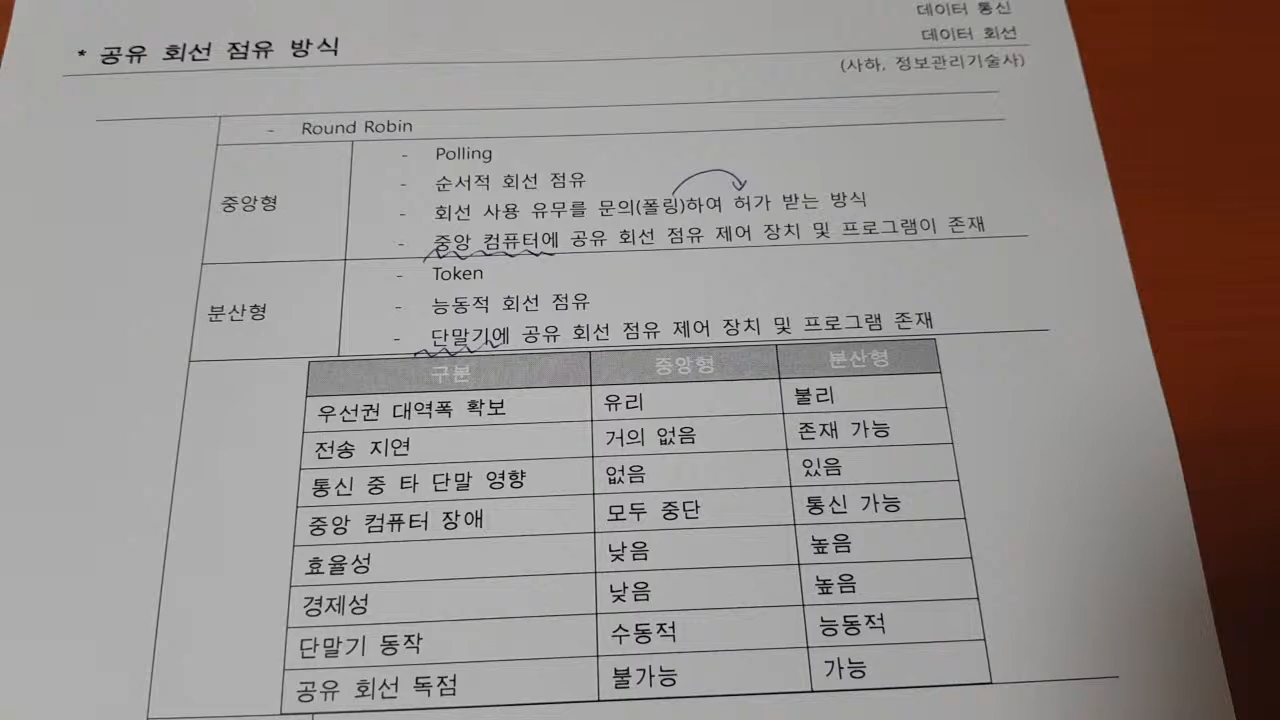 데이터 통신
* 공유 회선 점유 방식
데이터 회선
(사하, 정보관리기술사)
- Round Robin
중앙형
- Polling
- 순서적 회선 점유
- 회선 사용 유무를 문의(폴링)하여 허가 받는 방식
- 중앙 컴퓨터에 공유 회선 점유 제어 장치 및 프로그램이 존재
분산형
- Token
- 능동적 회선 점유
- 단말기에 공유 회선 점유 제어 장치 및 프로그램 존재
구분 중앙형 분산형
우선권 대역폭 확보 유리 불리
전송 지연 거의 없음 존재 가능
통신 중 타 단말 영향 없음 있음
중앙 컴퓨터 장애 모두 중단 통신 가능
효율성 낮음 높음
경제성 낮음 높음
단말기 동작 수동적 능동적
공유 회선 독점 불가능 가능